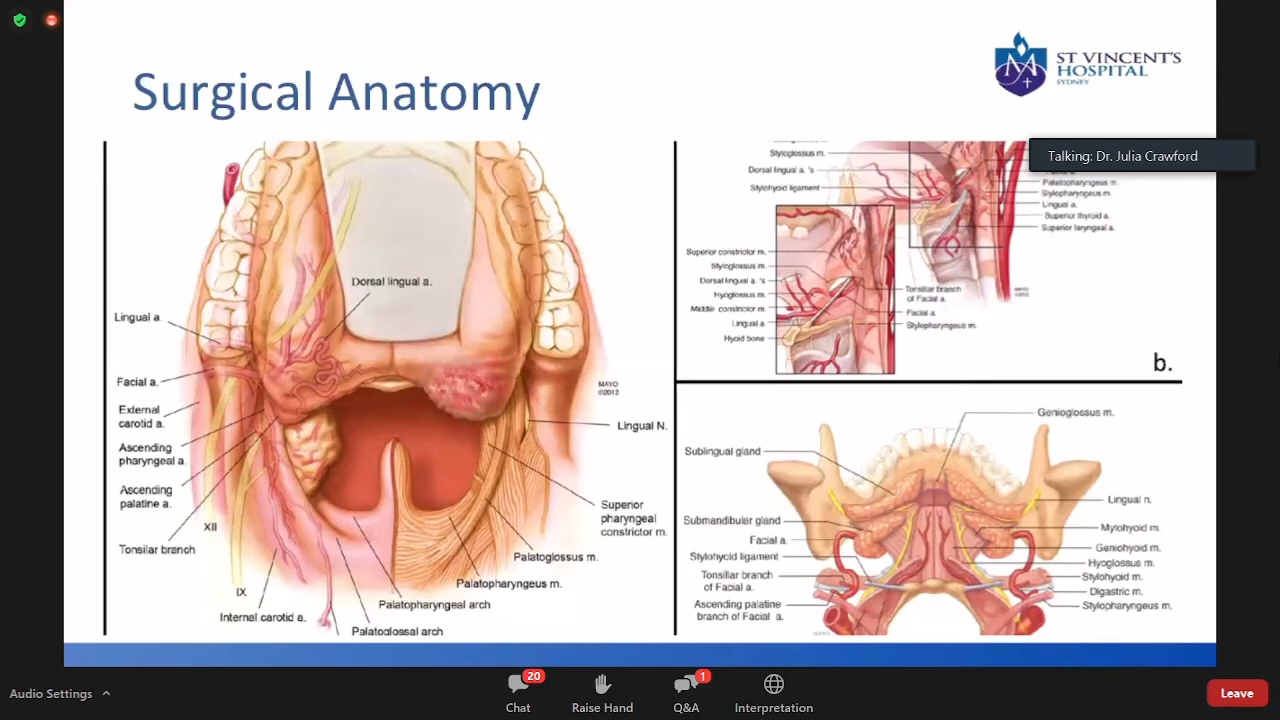 Surgical Anatomy
ST VINCENT'S
HOSPITAL
SYDNEY
Talking: Dr. Julia Crawford
Dorsal lingual a.
Lingual a.
Facial a.
External
carotid a.
Ascending
pharyngeal a.
Ascending
palatine a.
XII
Tonsilar branch
IX
Internal carotid a.
Palatoglossal arch
Palatopharyngeal arch
Palatopharyngeus m.
Palatoglossus m.
Superior
pharyngeal
constrictor m.
Lingual N.
MAYO
©2012
Styloglossus m.
Dorsal lingual a. 's
Stylohyoid ligament
Palatopharyngeus m.
Stylopharyngeus m.
Lingual a.
Superior thyroid a.
Superior laryngeal a.
Superior constrictor m.
Styloglossus m.
Dorsal lingual a. 's
Hyoglossus m.
Middle constrictor m.
Lingual a.
Hyoid bone
Tonsillar branch
of Facial a.
Facial a.
Stylopharyngeus m.
MAYO
©2012
b.
Genioglossus m.
Sublingual gland
Submandibular gland
Facial a.
Stylohyoid ligament
Tonsillar branch
of Facial a.
Ascending palatine
branch of Facial a.
Lingual n.
Mylohyoid m.
Geniohyoid m.
Hyoglossus m.
Stylohyoid m.
Digastric m.
Stylopharyngeus m.
Audio Settings
20
Chat
Raise Hand
1
Q&A
Interpretation
Leave